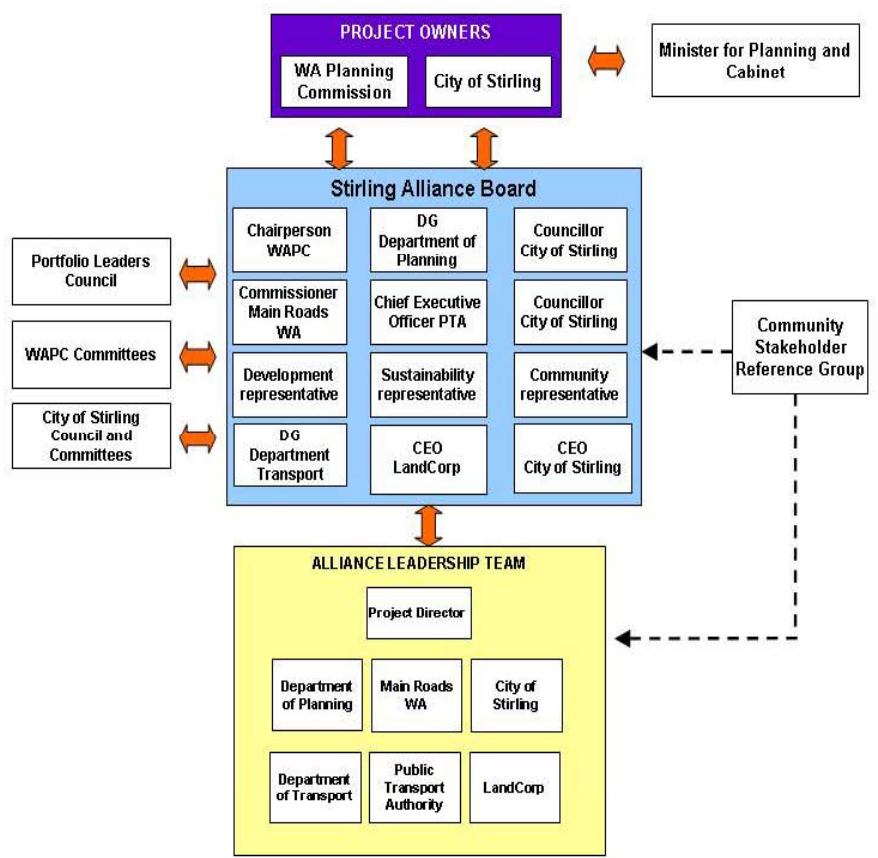 PROJECT OWNERS
WA Planning
Commission
City of Stirling
Minister for Planning and
Cabinet
Stirling Alliance Board
Chairperson
WAPC
DG
Department of
Planning
Councillor
City of Stirling
Portfolio Leaders
Council
Commissioner
Main Roads
WA
Chief Executive
Officer PTA
Councillor
City of Stirling
WAPC Committees
Development
representative
Sustainability
representative
Community
representative
Community
Stakeholder
Reference Group
City of Stirling
Council and
Committees
DG
Department
Transport
CEO
LandCorp
CEO
City of Stirling
ALLIANCE LEADERSHIP TEAM
Project Director
Department
of Planning
Main Roads
WA
City of
Stirling
Department
of Transport
Public
Transport
Authority
LandCorp